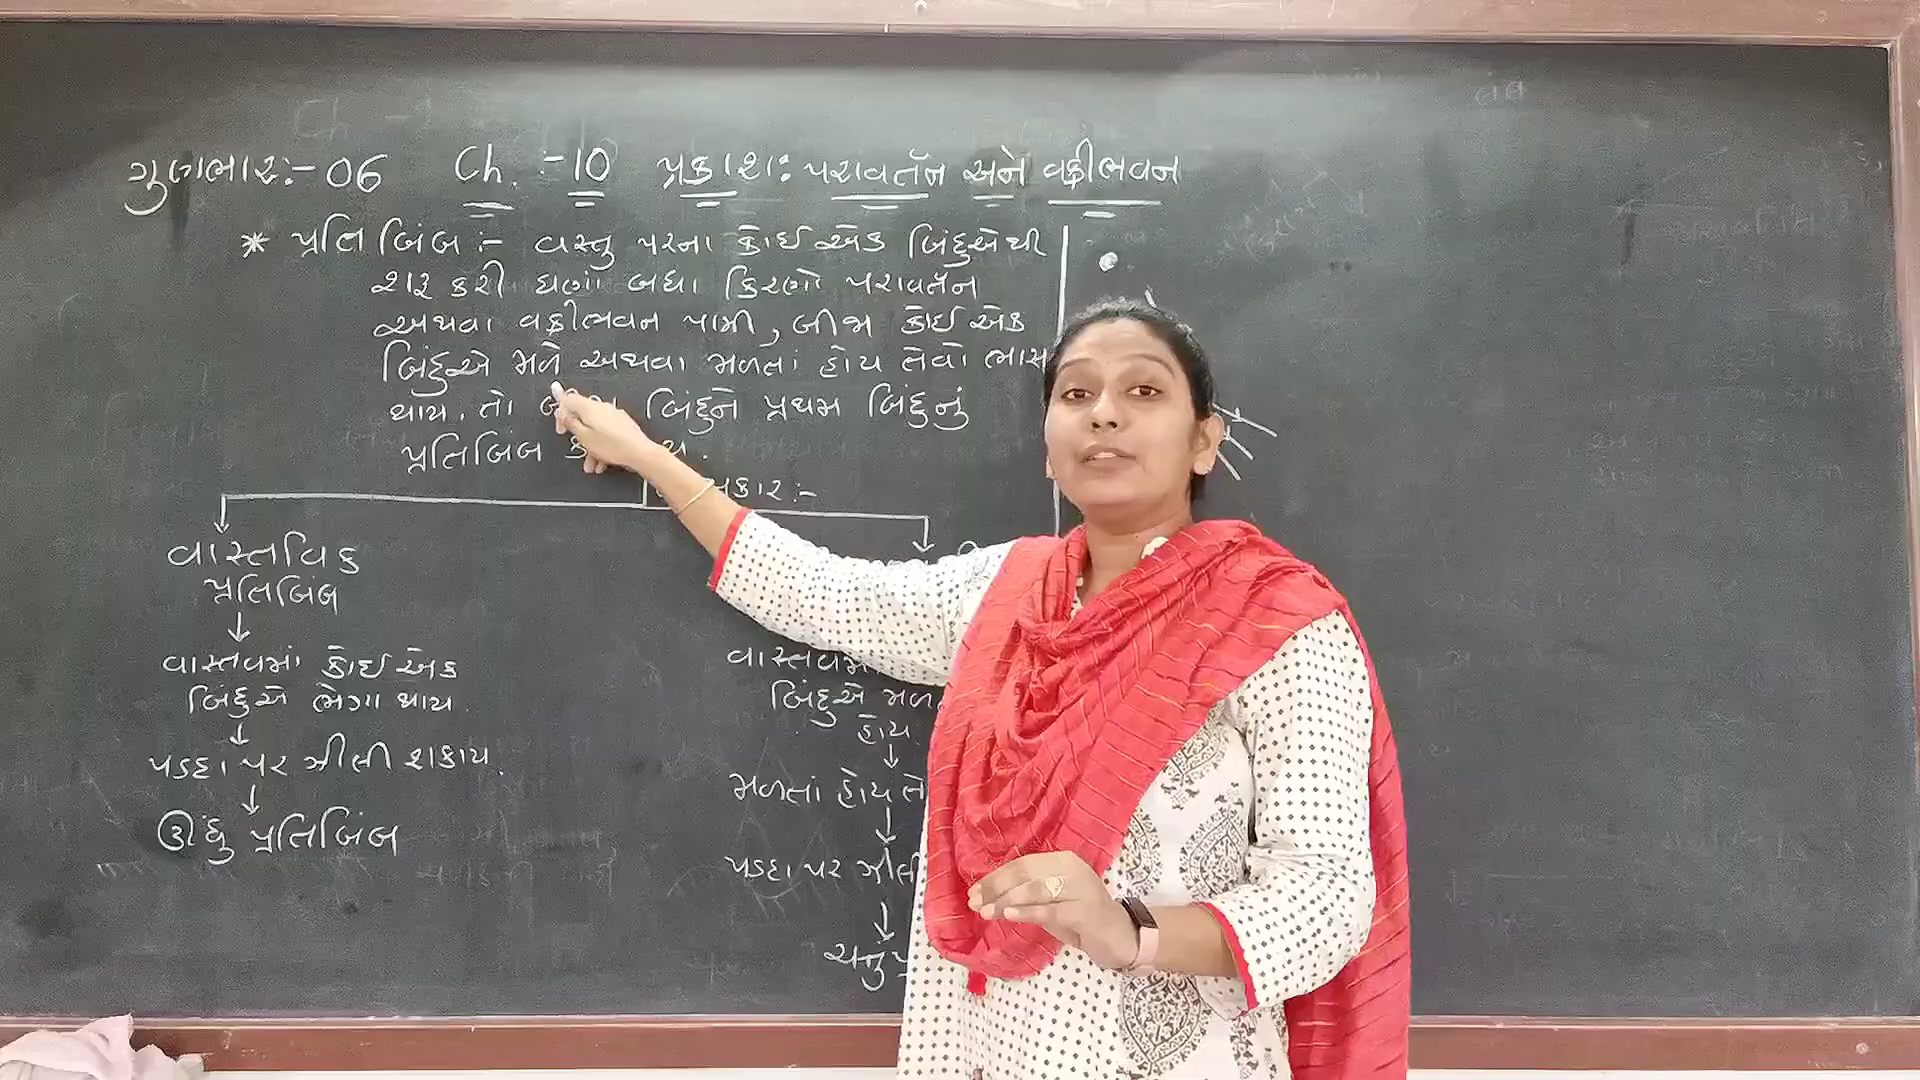 ગુણભાર:-06 Ch. :-10 પ્રકાશ: પરાવર્તન અને વક્રીભવન
* પ્રતિબિંબ :- વસ્તુ પરના કોઈ એક બિંદુએથી
શરૂ કરી ઘણાં બધા કિરણો પરાવર્તન
અથવા વક્રીભવન પામી, બીજા કોઈ એક
બિંદુએ મળે અથવા મળતાં હોય તેવો ભાસ
થાય. તો બિંદુને પ્રથમ બિંદુનું
પ્રતિબિંબ
વાસ્તવિક
પ્રતિબિંબ
↓
વાસ્તવમાં કોઈ એક
બિંદુએ ભેગા થાય
↓
પડદા પર ઝીલી શકાય.
↓
ઊંધુ પ્રતિબિંબ
બિંદુએ
હોય
↓
મળતાં હોય
↓
પડદા પર
↓